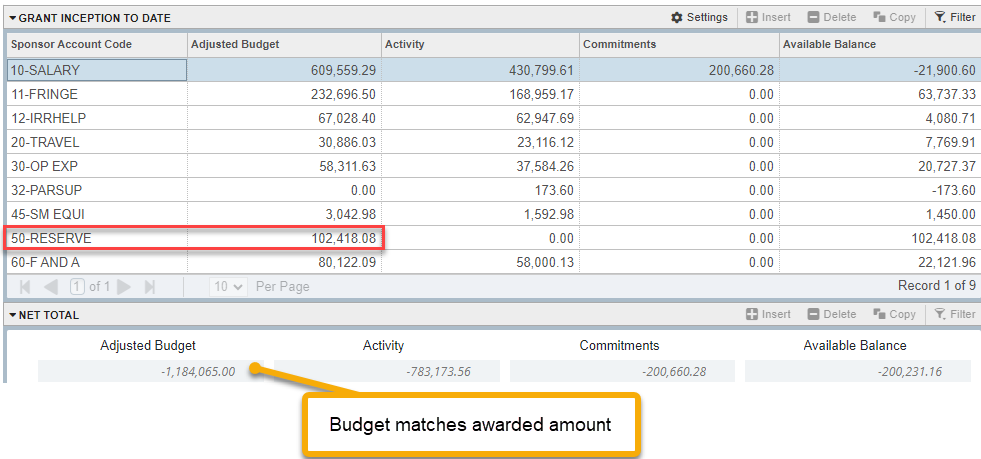 GRANT INCEPTION TO DATE Settings Insert Delete Copy Filter
Sponsor Account Code Adjusted Budget Activity Commitments Available Balance
10-SALARY 609,559.29 430,799.61 200,660.28 -21,900.60
11-FRINGE 232,696.50 168,959.17 0.00 63,737.33
12-IRRHELP 67,028.40 62,947.69 0.00 4,080.71
20-TRAVEL 30,886.03 23,116.12 0.00 7,769.91
30-OP EXP 58,311.63 37,584.26 0.00 20,727.37
32-PARSUP 0.00 173.60 0.00 -173.60
45-SM EQUI 3,042.98 1,592.98 0.00 1,450.00
50-RESERVE 102,418.08 0.00 0.00 102,418.08
60-F AND A 80,122.09 58,000.13 0.00 22,121.96
1 of 1 10 Per Page Record 1 of 9
NET TOTAL Insert Delete Copy Filter
Adjusted Budget Activity Commitments Available Balance
-1,184,065.00 -783,173.56 -200,660.28 -200,231.16
Budget matches awarded amount